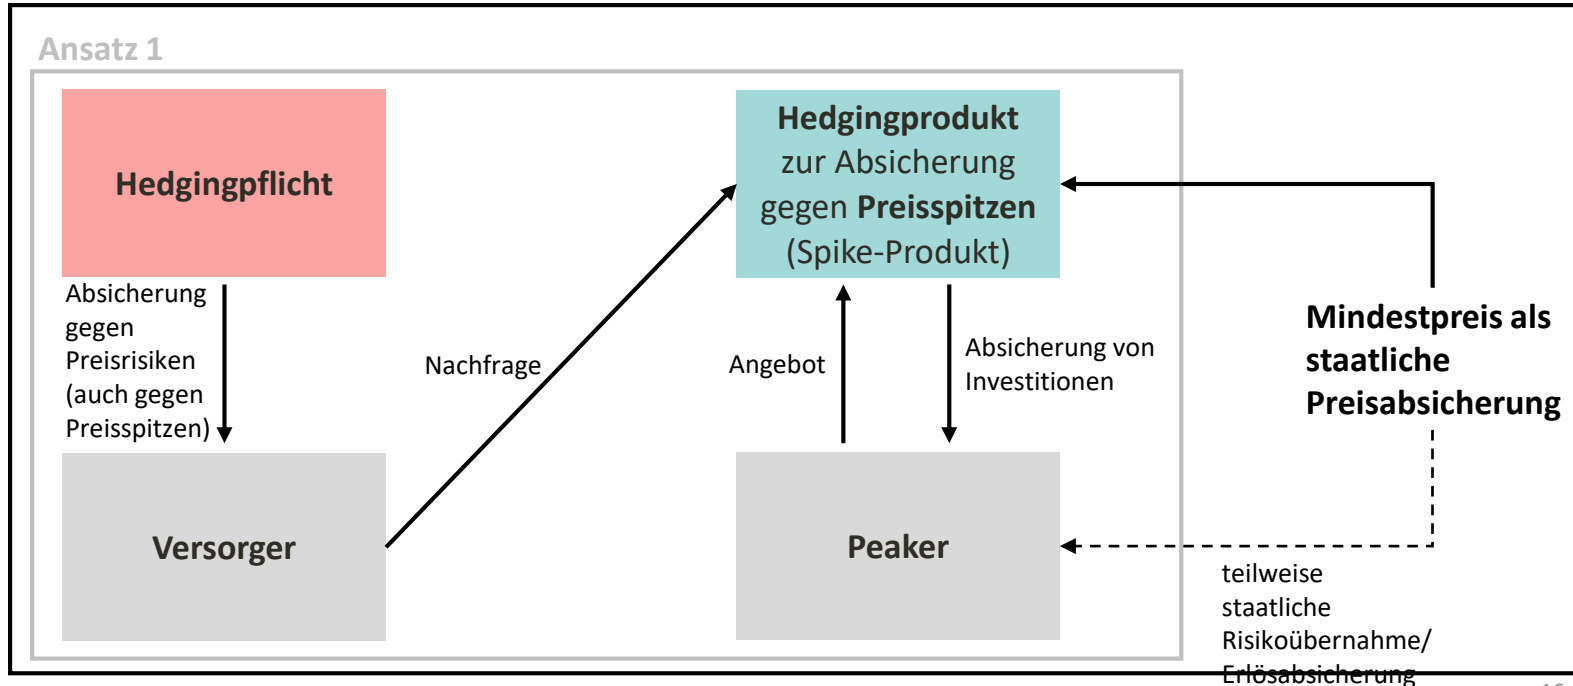 Ansatz 1
Hedgingpflicht
Hedgingprodukt
zur Absicherung
gegen Preisspitzen
(Spike-Produkt)
Absicherung
gegen
Preisrisiken
(auch gegen
Preisspitzen)
Nachfrage
Angebot
Absicherung von
Investitionen
Mindestpreis als
staatliche
Preisabsicherung
Versorger
Peaker
teilweise
staatliche
Risikoübernahme/
Erlösabsicherung